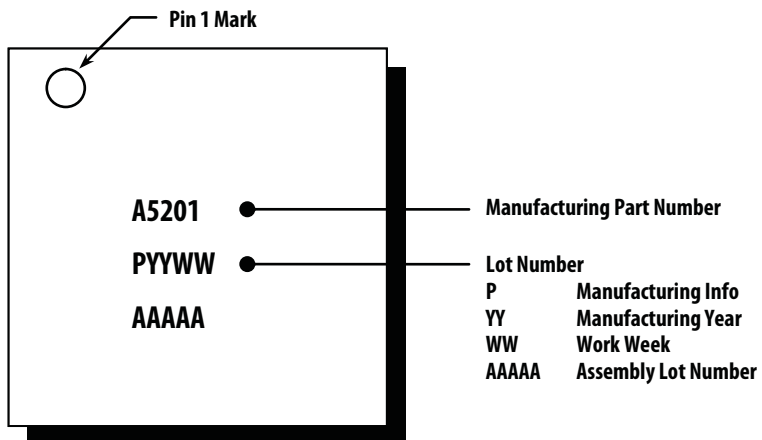 Pin 1 Mark
A5201
Manufacturing Part Number
PYYWW
Lot Number
AAAAA
P Manufacturing Info
YY Manufacturing Year
WW Work Week
AAAAA Assembly Lot Number